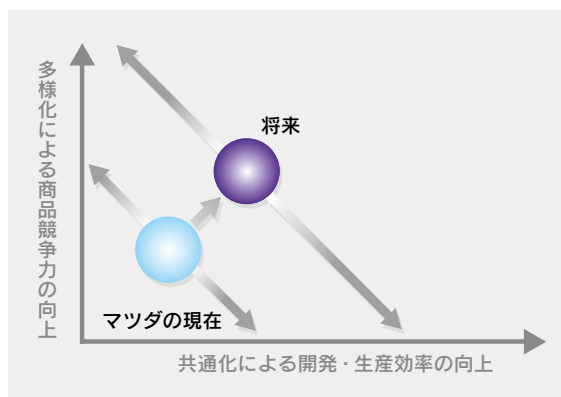 多様化による商品競争力の向上
将来
マツダの現在
共通化による開発・生産効率の向上